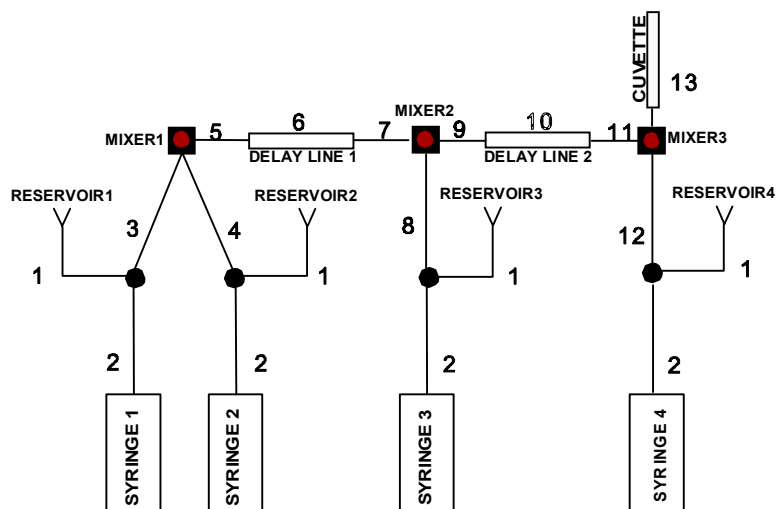 CUVETTE
13
MIXER1
5
6
DELAY LINE 1
7
MIXER2
9
10
DELAY LINE 2
11
MIXER3
RESERVOIR1
3
4
RESERVOIR2
8
RESERVOIR3
12
RESERVOIR4
1
1
1
1
2
2
2
2
SYRINGE 1
SYRINGE 2
SYRINGE 3
SYRINGE 4